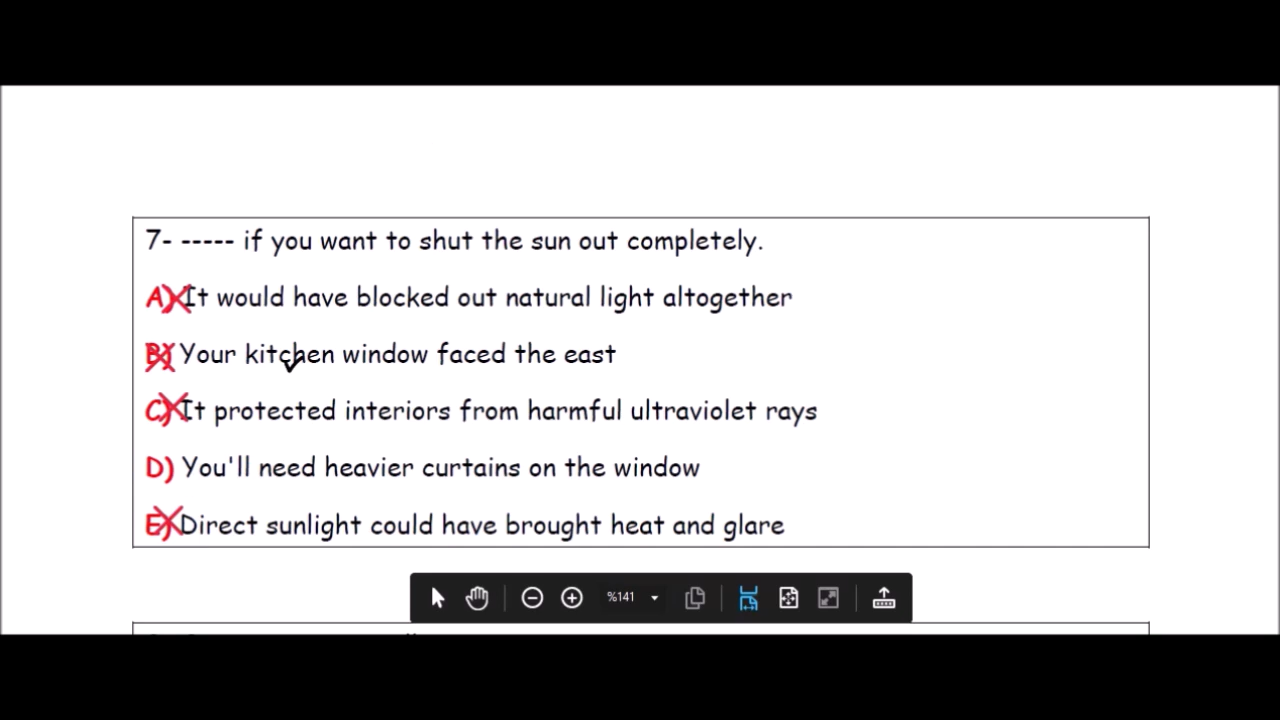 7- ----- if you want to shut the sun out completely.
A) It would have blocked out natural light altogether
B) Your kitchen window faced the east
C) It protected interiors from harmful ultraviolet rays
D) You'll need heavier curtains on the window
E) Direct sunlight could have brought heat and glare
%141